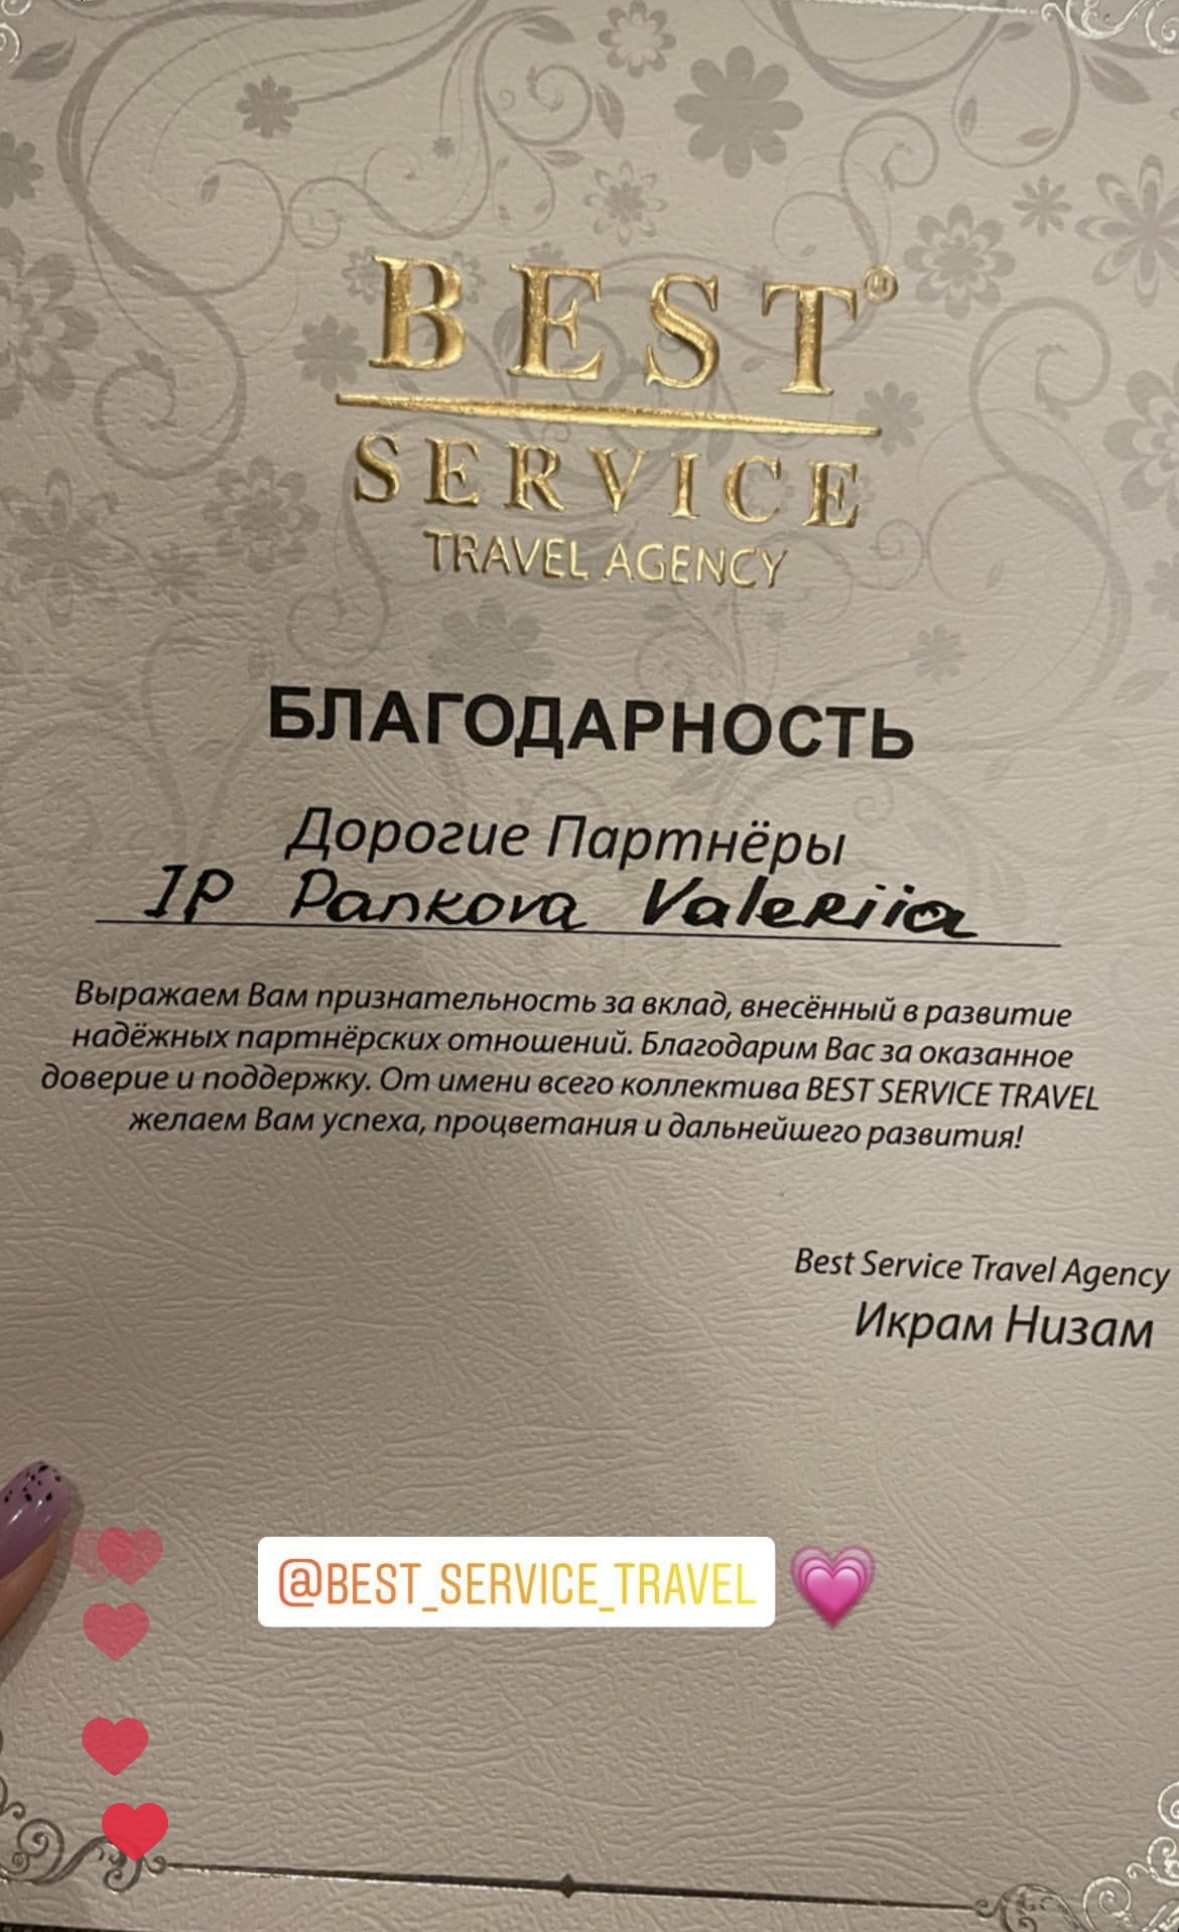 BEST®
SERVICE
TRAVEL AGENCY
БЛАГОДАРНОСТЬ
Дорогие Партнёры
IP Pankova Valeriia
Выражаем Вам признательность за вклад, внесённый в развитие
надёжных партнёрских отношений. Благодарим Вас за оказанное
доверие и поддержку. От имени всего коллектива BEST SERVICE TRAVEL
желаем Вам успеха, процветания и дальнейшего развития!
Best Service Travel Agency
Икрам Низам
@BEST_SERVICE_TRAVEL